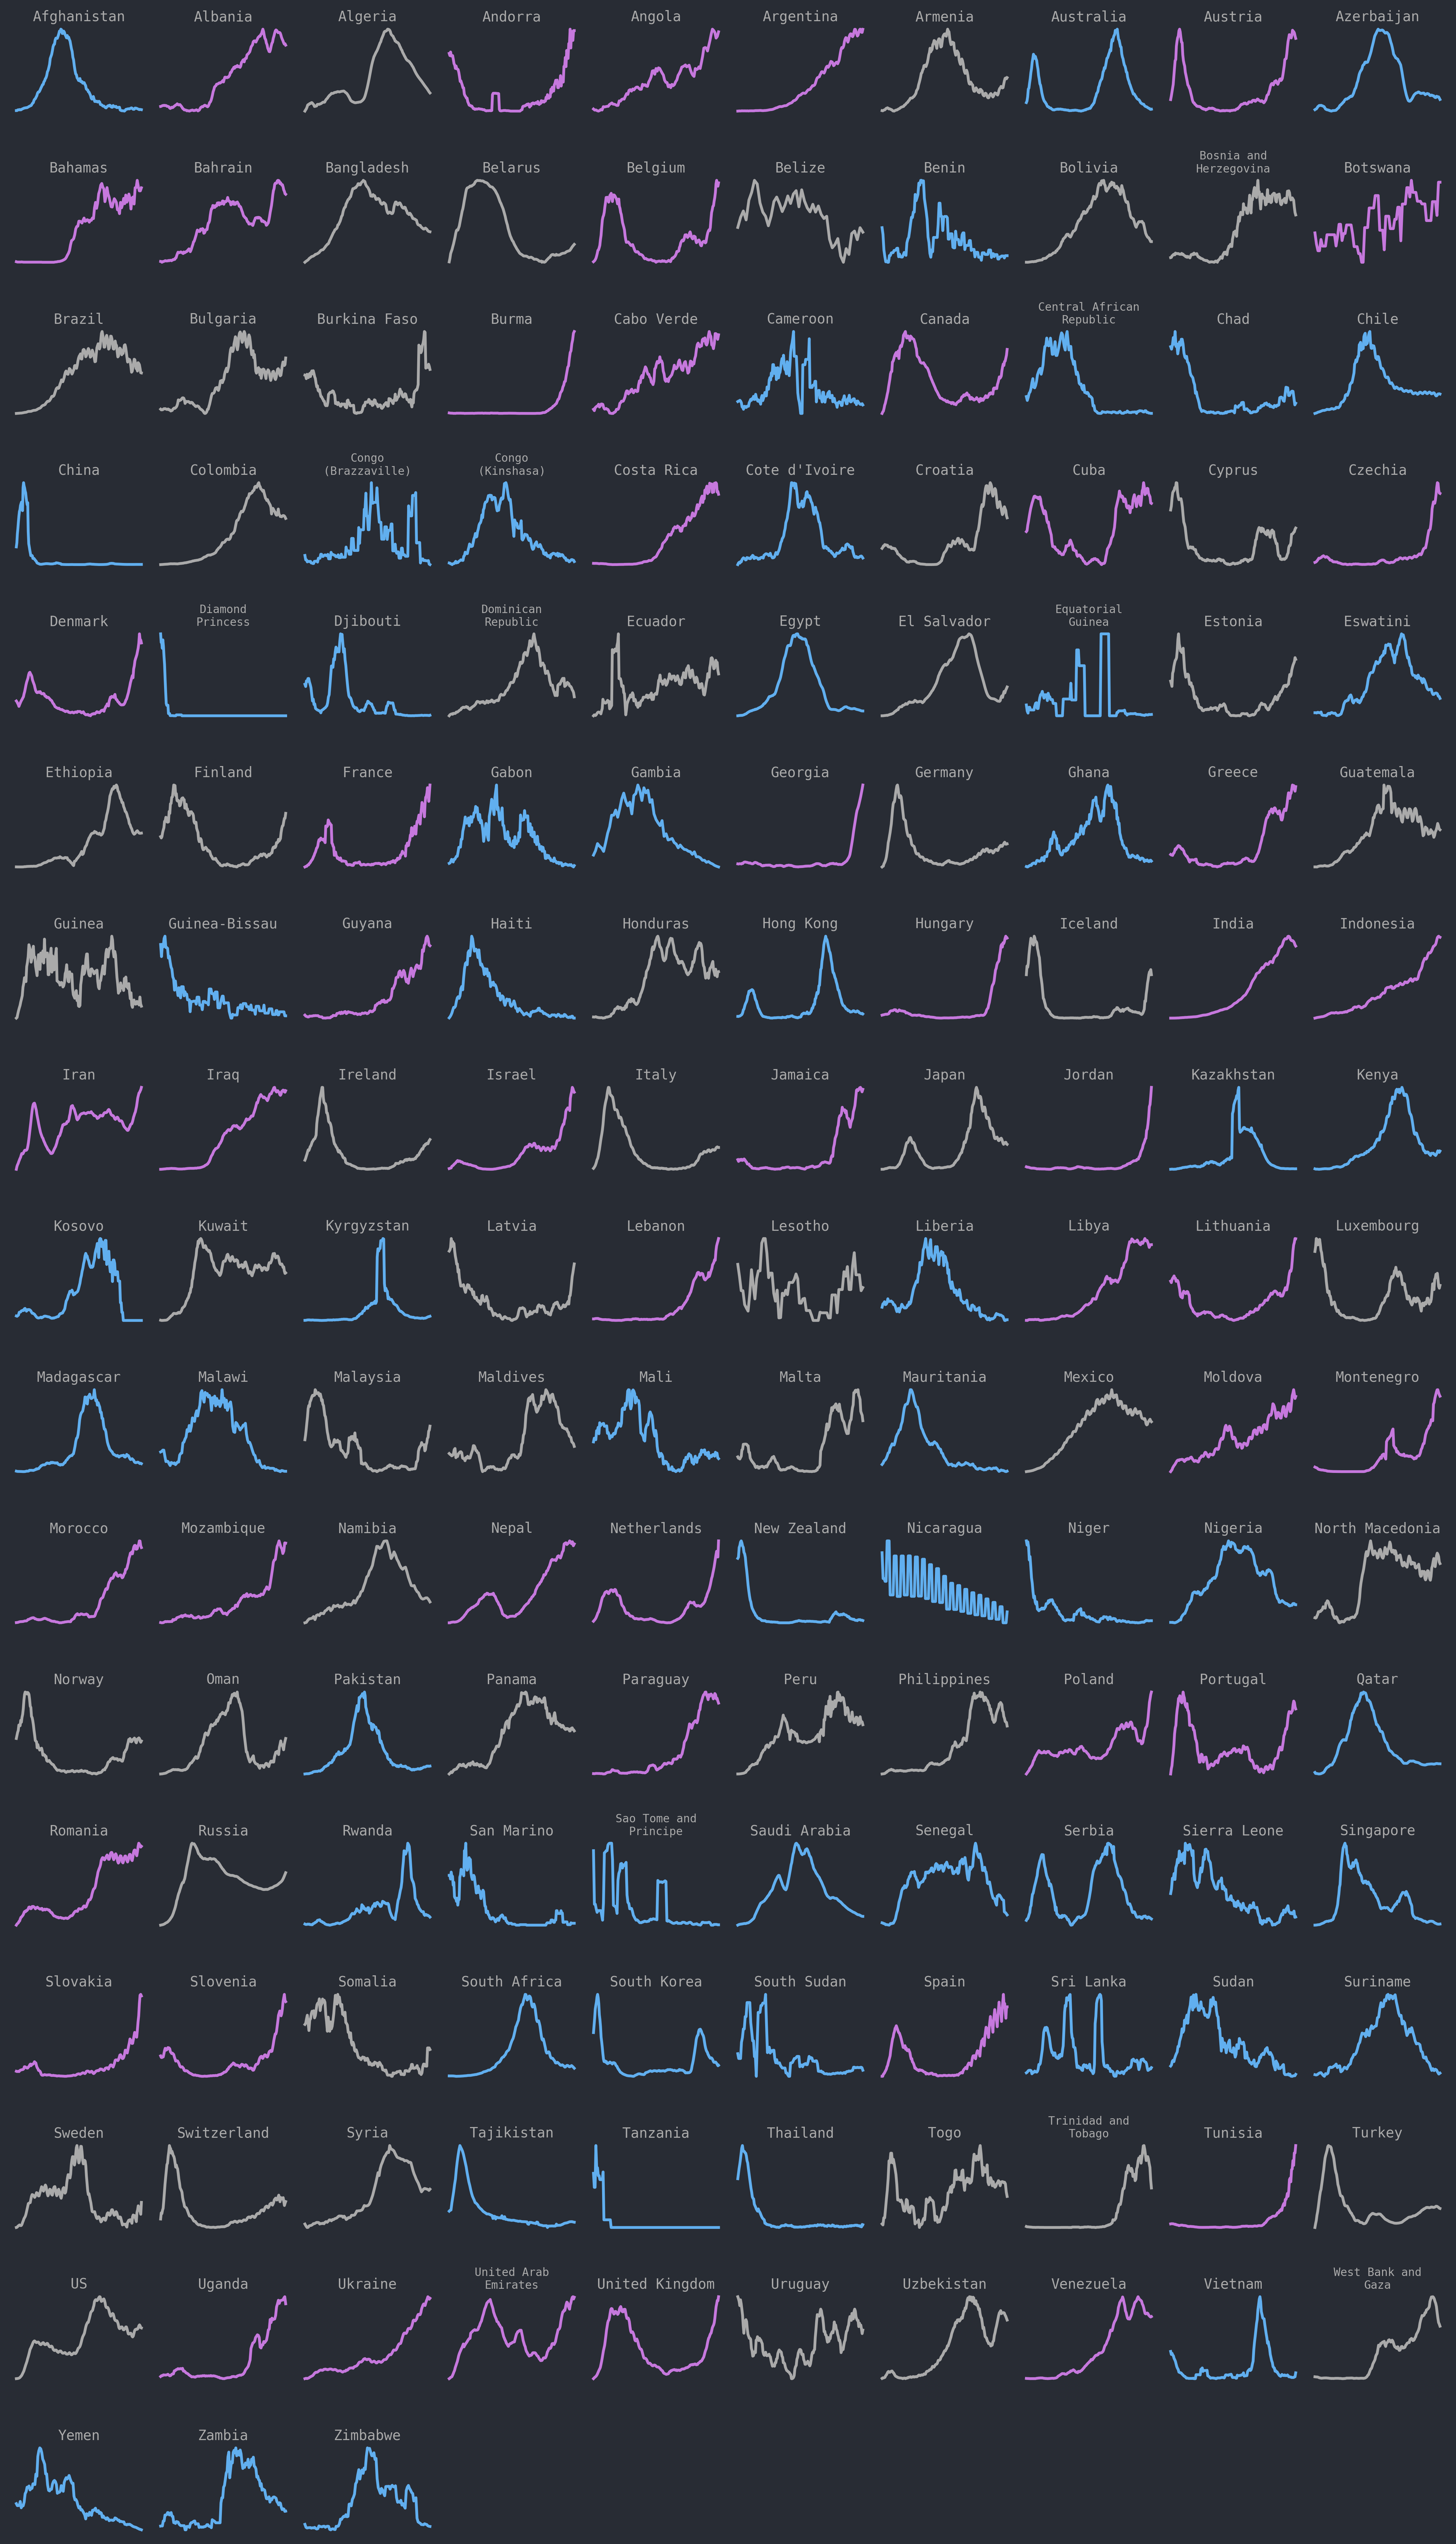 Afghanistan
Albania
Algeria
Andorra
Angola
Argentina
Armenia
Australia
Austria
Azerbaijan
Bahamas
Bahrain
Bangladesh
Belarus
Belgium
Belize
Benin
Bolivia
Bosnia and
Herzegovina
Botswana
Brazil
Bulgaria
Burkina Faso
Burma
Cabo Verde
Cameroon
Canada
Central African
Republic
Chad
Chile
China
Colombia
Congo
(Brazzaville)
Congo
(Kinshasa)
Costa Rica
Cote d'Ivoire
Croatia
Cuba
Cyprus
Czechia
Denmark
Diamond
Princess
Djibouti
Dominican
Republic
Ecuador
Egypt
El Salvador
Equatorial
Guinea
Estonia
Eswatini
Ethiopia
Finland
France
Gabon
Gambia
Georgia
Germany
Ghana
Greece
Guatemala
Guinea
Guinea-Bissau
Guyana
Haiti
Honduras
Hong Kong
Hungary
Iceland
India
Indonesia
Iran
Iraq
Ireland
Israel
Italy
Jamaica
Japan
Jordan
Kazakhstan
Kenya
Kosovo
Kuwait
Kyrgyzstan
Latvia
Lebanon
Lesotho
Liberia
Libya
Lithuania
Luxembourg
Madagascar
Malawi
Malaysia
Maldives
Mali
Malta
Mauritania
Mexico
Moldova
Montenegro
Morocco
Mozambique
Namibia
Nepal
Netherlands
New Zealand
Nicaragua
Niger
Nigeria
North Macedonia
Norway
Oman
Pakistan
Panama
Paraguay
Peru
Philippines
Poland
Portugal
Qatar
Romania
Russia
Rwanda
San Marino
Sao Tome and
Principe
Saudi Arabia
Senegal
Serbia
Sierra Leone
Singapore
Slovakia
Slovenia
Somalia
South Africa
South Korea
South Sudan
Spain
Sri Lanka
Sudan
Suriname
Sweden
Switzerland
Syria
Tajikistan
Tanzania
Thailand
Togo
Trinidad and
Tobago
Tunisia
Turkey
US
Uganda
Ukraine
United Arab
Emirates
United Kingdom
Uruguay
Uzbekistan
Venezuela
Vietnam
West Bank and
Gaza
Yemen
Zambia
Zimbabwe